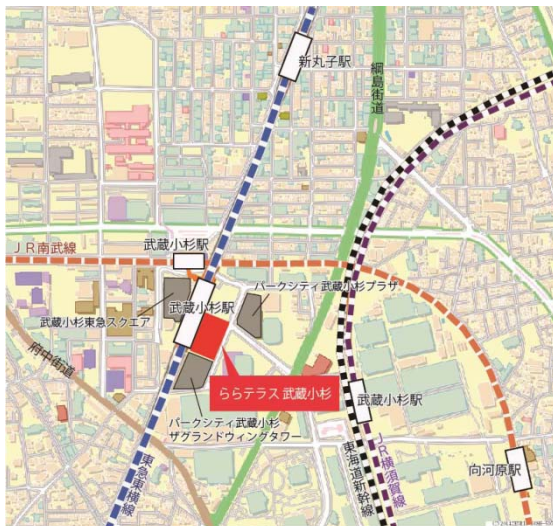 新丸子駅
綱島街道
JR南武線
武蔵小杉駅
武蔵小杉駅
パークシティ武蔵小杉プラザ
武蔵小杉東急スクエア
府中街道
ららテラス 武蔵小杉
武蔵小杉駅
パークシティ武蔵小杉
ザグランドウィングタワー
東急東横線
東海道新幹線
JR横須賀線
向河原駅